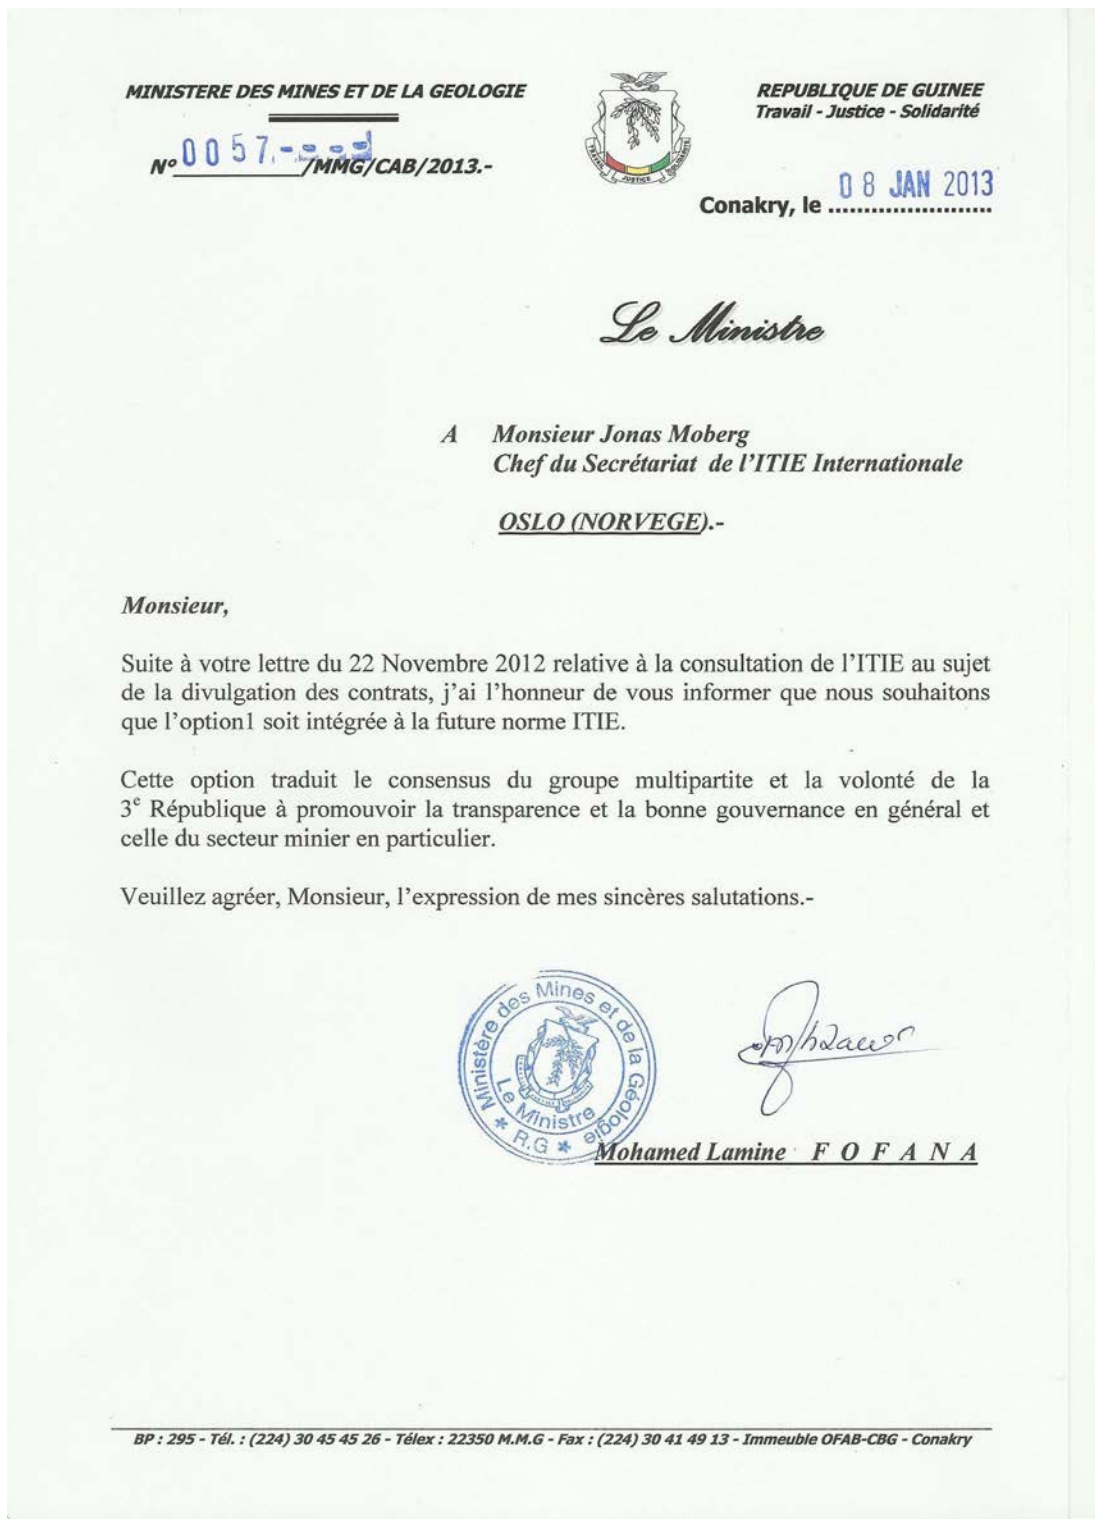 MINISTERE DES MINES ET DE LA GEOLOGIE
REPUBLIQUE DE GUINEE
Travail - Justice - Solidarité
N° 0057 /MMG/CAB/2013.-
TRAVAIL JUSTICE SOLIDARITE
Conakry, le 08 JAN 2013
Le Ministre
A Monsieur Jonas Moberg
Chef du Secrétariat de l'ITIE Internationale
OSLO (NORVEGE).-
Monsieur,
Suite à votre lettre du 22 Novembre 2012 relative à la consultation de l'ITIE au sujet
de la divulgation des contrats, j'ai l'honneur de vous informer que nous souhaitons
que l'option1 soit intégrée à la future norme ITIE.
Cette option traduit le consensus du groupe multipartite et la volonté de la
3e République à promouvoir la transparence et la bonne gouvernance en général et
celle du secteur minier en particulier.
Veuillez agréer, Monsieur, l'expression de mes sincères salutations.-
Ministère des Mines et de la Géologie
Le Ministre
* R.G *
Mohamed Lamine F O F A N A
BP : 295 - Tél. : (224) 30 45 45 26 - Télex : 22350 M.M.G - Fax : (224) 30 41 49 13 - Immeuble OFAB-CBG - Conakry